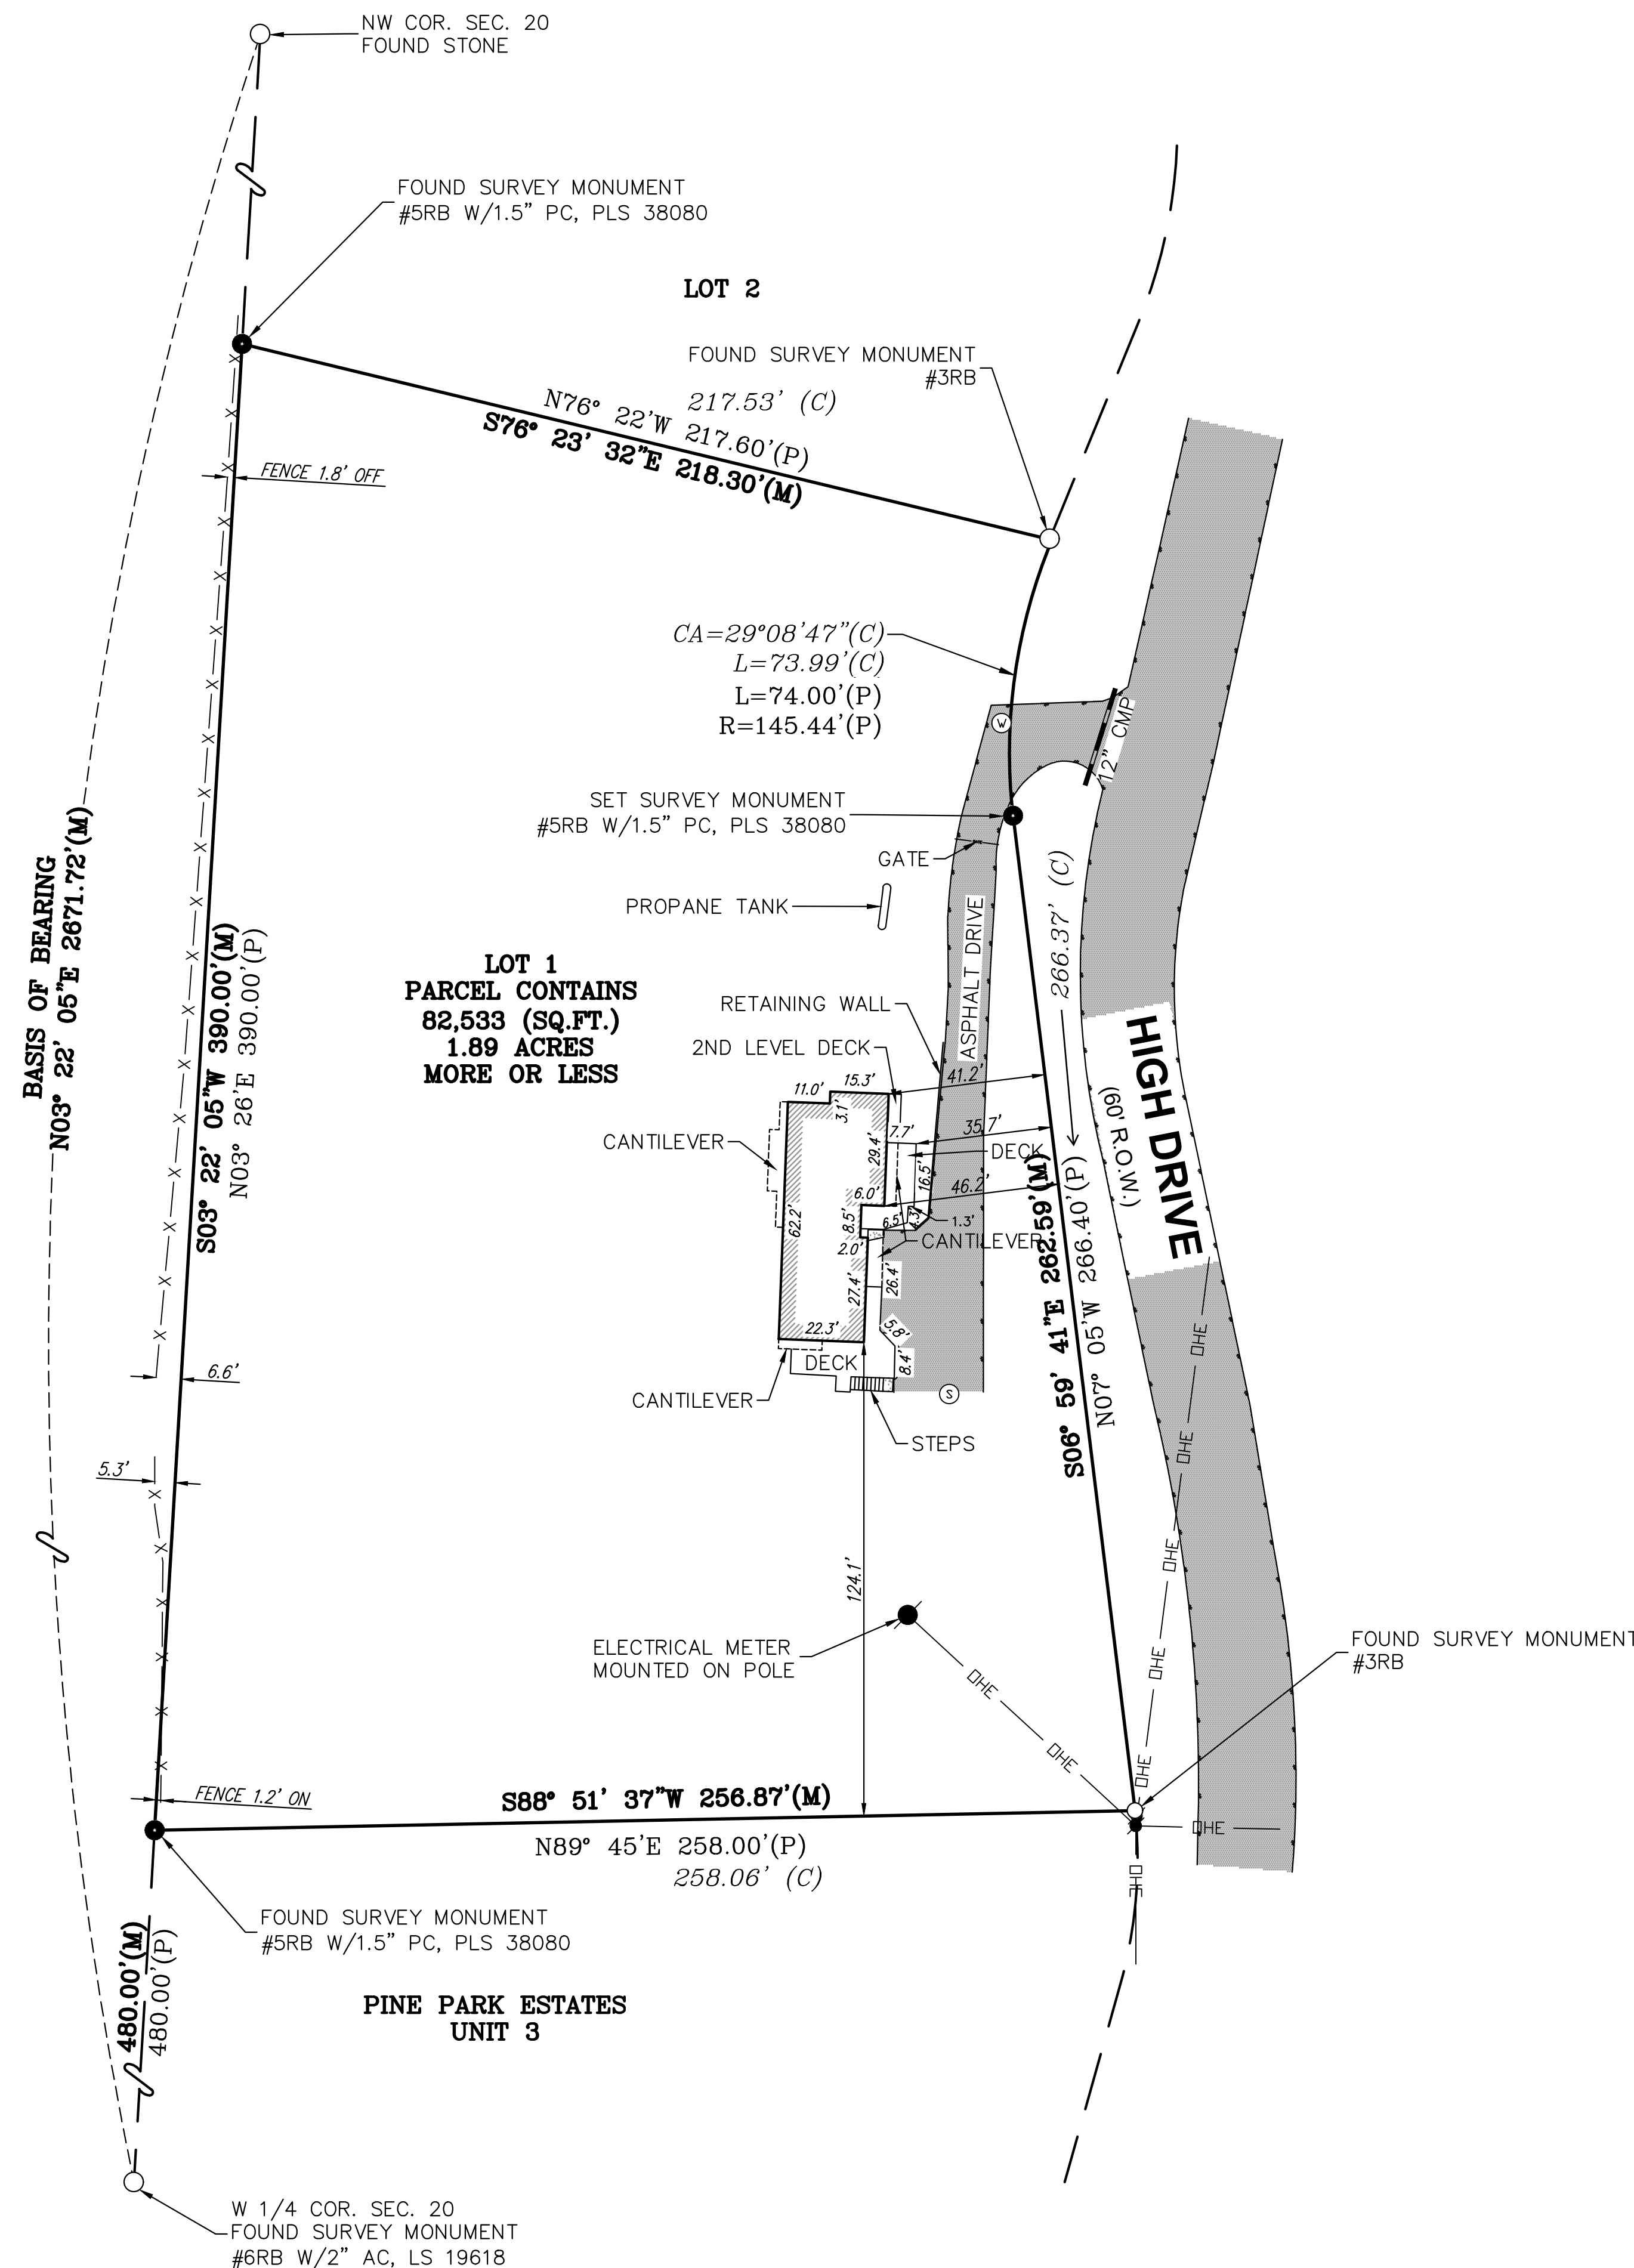 NW COR. SEC. 20
FOUND STONE
FOUND SURVEY MONUMENT
#5RB W/1.5" PC, PLS 38080
LOT 2
FOUND SURVEY MONUMENT
#3RB
217.53' (C)
N76° 22'W 217.60'(P)
S76° 23' 32"E 218.30'(M)
FENCE 1.8' OFF
CA=29°08'47"(C)
L=73.99'(C)
L=74.00'(P)
R=145.44'(P)
W
12" CMP
SET SURVEY MONUMENT
#5RB W/1.5" PC, PLS 38080
GATE
PROPANE TANK
BASIS OF BEARING
N03° 22' 05"E 2671.72'(M)
S03° 22' 05"W 390.00'(M)
N03° 26'E 390.00'(P)
LOT 1
PARCEL CONTAINS
82,533 (SQ.FT.)
1.89 ACRES
MORE OR LESS
ASPHALT DRIVE
266.37' (C)
RETAINING WALL
2ND LEVEL DECK
HIGH DRIVE
(60' R.O.W.)
41.2'
15.3'
11.0'
3.1'
CANTILEVER
7.7'
35.7'
DECK
29.4'
16.5'
46.2'
6.0'
62.2'
8.5'
6.5'
4.3'
1.3'
2.0'
CANTILEVER
27.4'
26.4'
22.3'
5.8'
DECK
8.4'
CANTILEVER
S
STEPS
S06° 59' 41"E 262.59'(M)
N07° 05'W 266.40'(P)
OHE
OHE
OHE
OHE
OHE
6.6'
5.3'
124.1'
ELECTRICAL METER
MOUNTED ON POLE
OHE
OHE
FOUND SURVEY MONUMENT
#3RB
FENCE 1.2' ON
S88° 51' 37"W 256.87'(M)
N89° 45'E 258.00'(P)
258.06' (C)
OHE
OHE
FOUND SURVEY MONUMENT
#5RB W/1.5" PC, PLS 38080
480.00'(M)
480.00'(P)
PINE PARK ESTATES
UNIT 3
W 1/4 COR. SEC. 20
FOUND SURVEY MONUMENT
#6RB W/2" AC, LS 19618